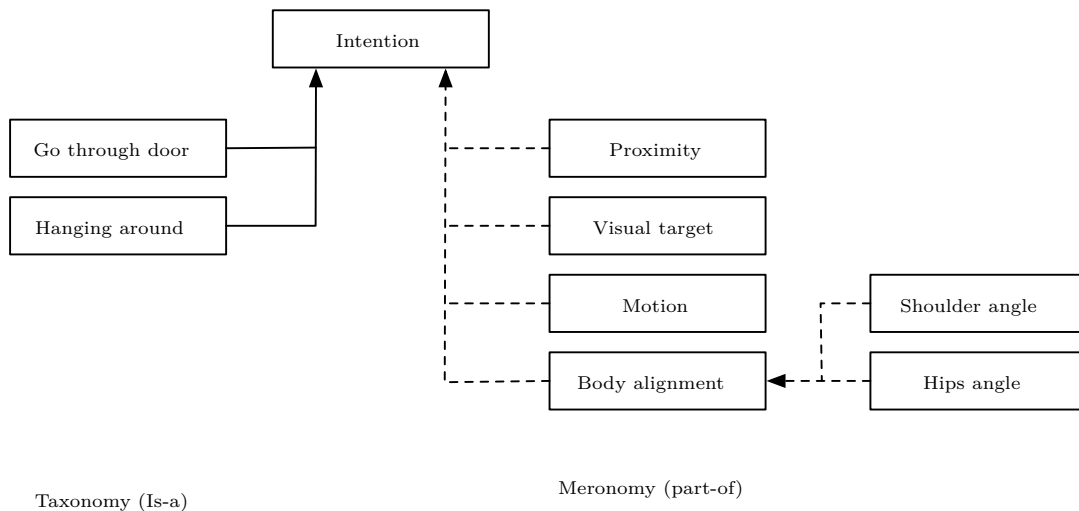 Intention
Go through door
Proximity
Hanging around
Visual target
Motion
Shoulder angle
Body alignment
Hips angle
Taxonomy (Is-a)
Meronomy (part-of)